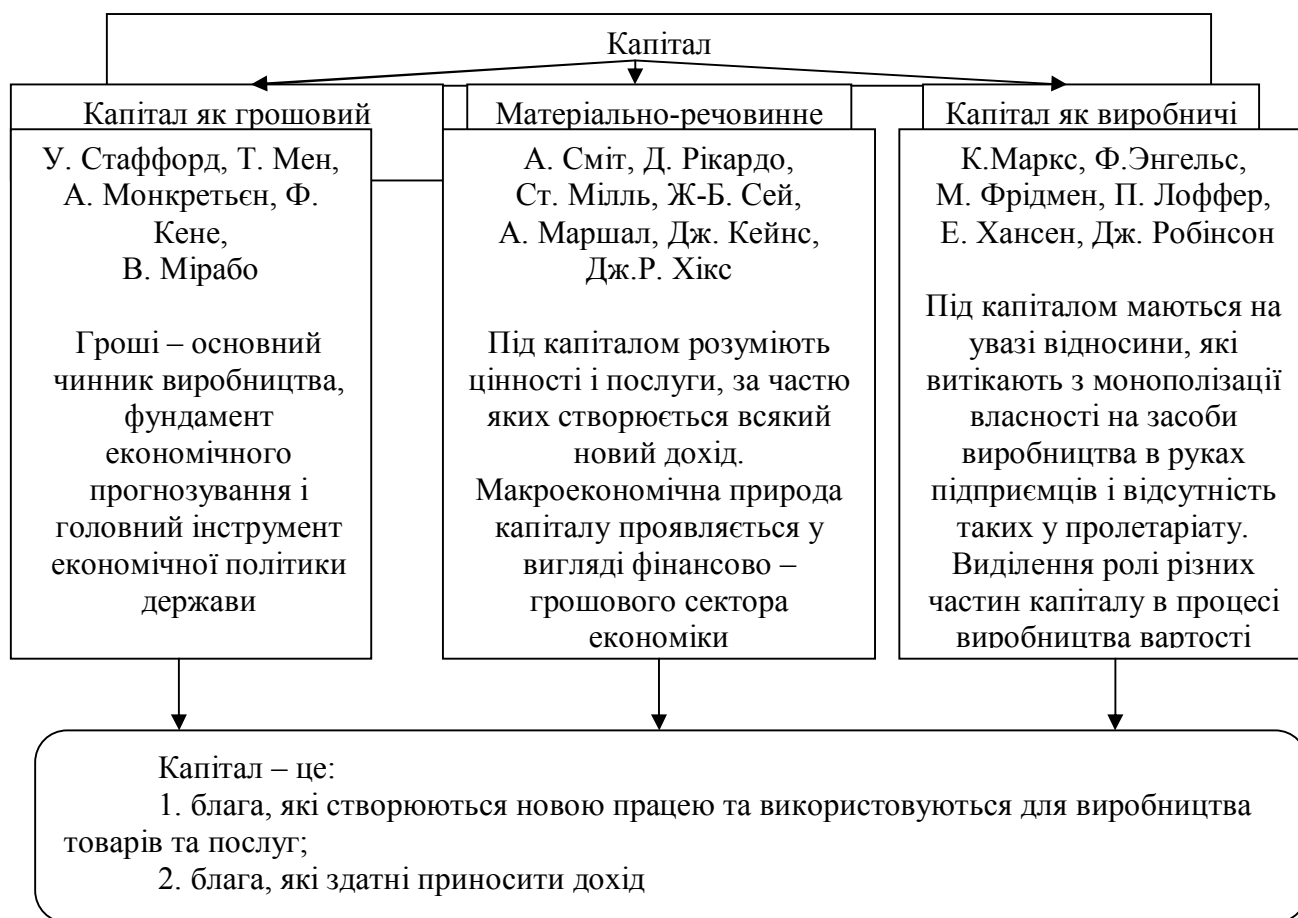 Капітал
Капітал як грошовий
У. Стаффорд, Т. Мен,
А. Монкретьєн, Ф.
Кене,
В. Мірабо
Гроші – основний
чинник виробництва,
фундамент
економічного
прогнозування і
головний інструмент
економічної політики
держави
Матеріально-речовинне
А. Сміт, Д. Рікардо,
Ст. Мілль, Ж-Б. Сей,
А. Маршал, Дж. Кейнс,
Дж.Р. Хікс
Під капіталом розуміють
цінності і послуги, за частю
яких створюється всякий
новий дохід.
Макроекономічна природа
капіталу проявляється у
вигляді фінансово –
грошового сектора
економіки
Капітал як виробничі
К.Маркс, Ф.Энгельс,
М. Фрідмен, П. Лоффер,
Е. Хансен, Дж. Робінсон
Під капіталом маються на
увазі відносини, які
витікають з монополізації
власності на засоби
виробництва в руках
підприємців і відсутність
таких у пролетаріату.
Виділення ролі різних
частин капіталу в процесі
виробництва вартості
Капітал – це:
1. блага, які створюються новою працею та використовуються для виробництва
товарів та послуг;
2. блага, які здатні приносити дохід